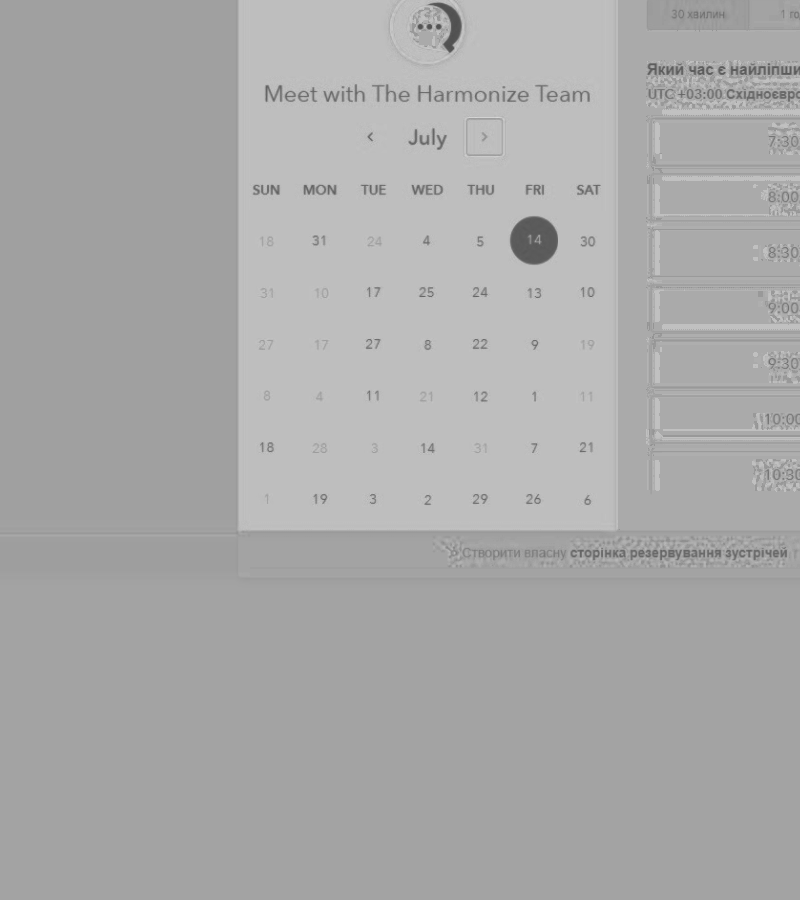 30 хвилин
Meet with The Harmonize Team
July
SUN MON TUE WED THU FRI SAT
18 31 24 4 5 14 30
31 10 17 25 24 13 10
27 17 27 8 22 9 19
8 4 11 21 12 1 11
18 28 3 14 31 7 21
1 19 3 2 29 26 6
Який час є
UTC +03:00
7:30
8:00
8:30
9:00
9:30
10:00
10:30
Створити власну сторінка резервування зустрічей